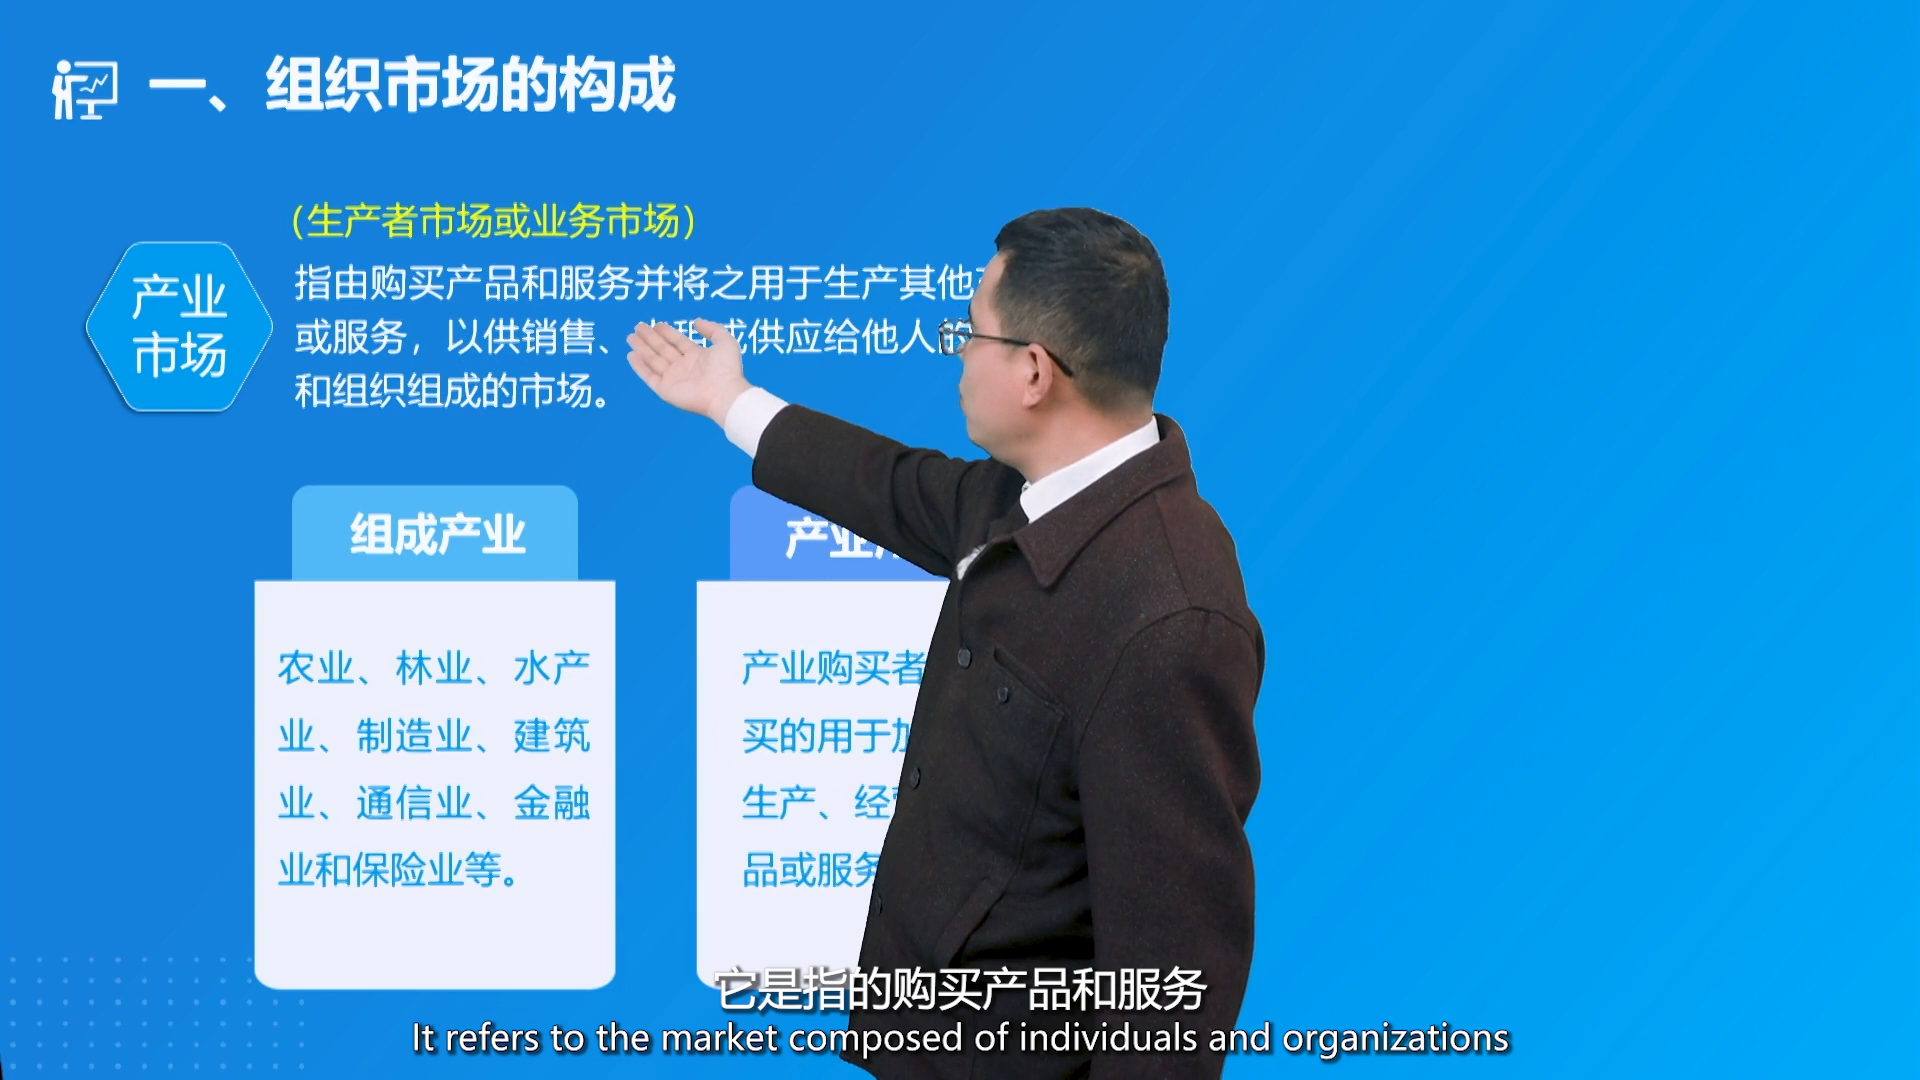 一、组织市场的构成
(生产者市场或业务市场)
产业
市场
指由购买产品和服务并将之用于生产其他
或服务，以供销售、 或供应给他人的
和组织组成的市场。
组成产业
农业、林业、水产
业、制造业、建筑
业、通信业、金融
业和保险业等。
产业
产业购买者
买的用于
生产、经
品或服务
它是指的购买产品和服务
It refers to the market composed of individuals and organizations